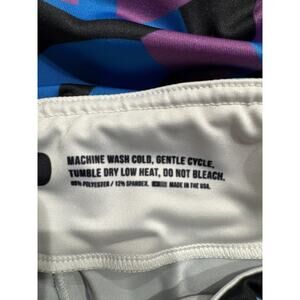 MACHINE WASH COLD, GENTLE CYCLE,
TUMBLE DRY LOW HEAT, DO NOT BLEACH.
88% POLYESTER / 12% SPANDEX. MADE IN THE USA.